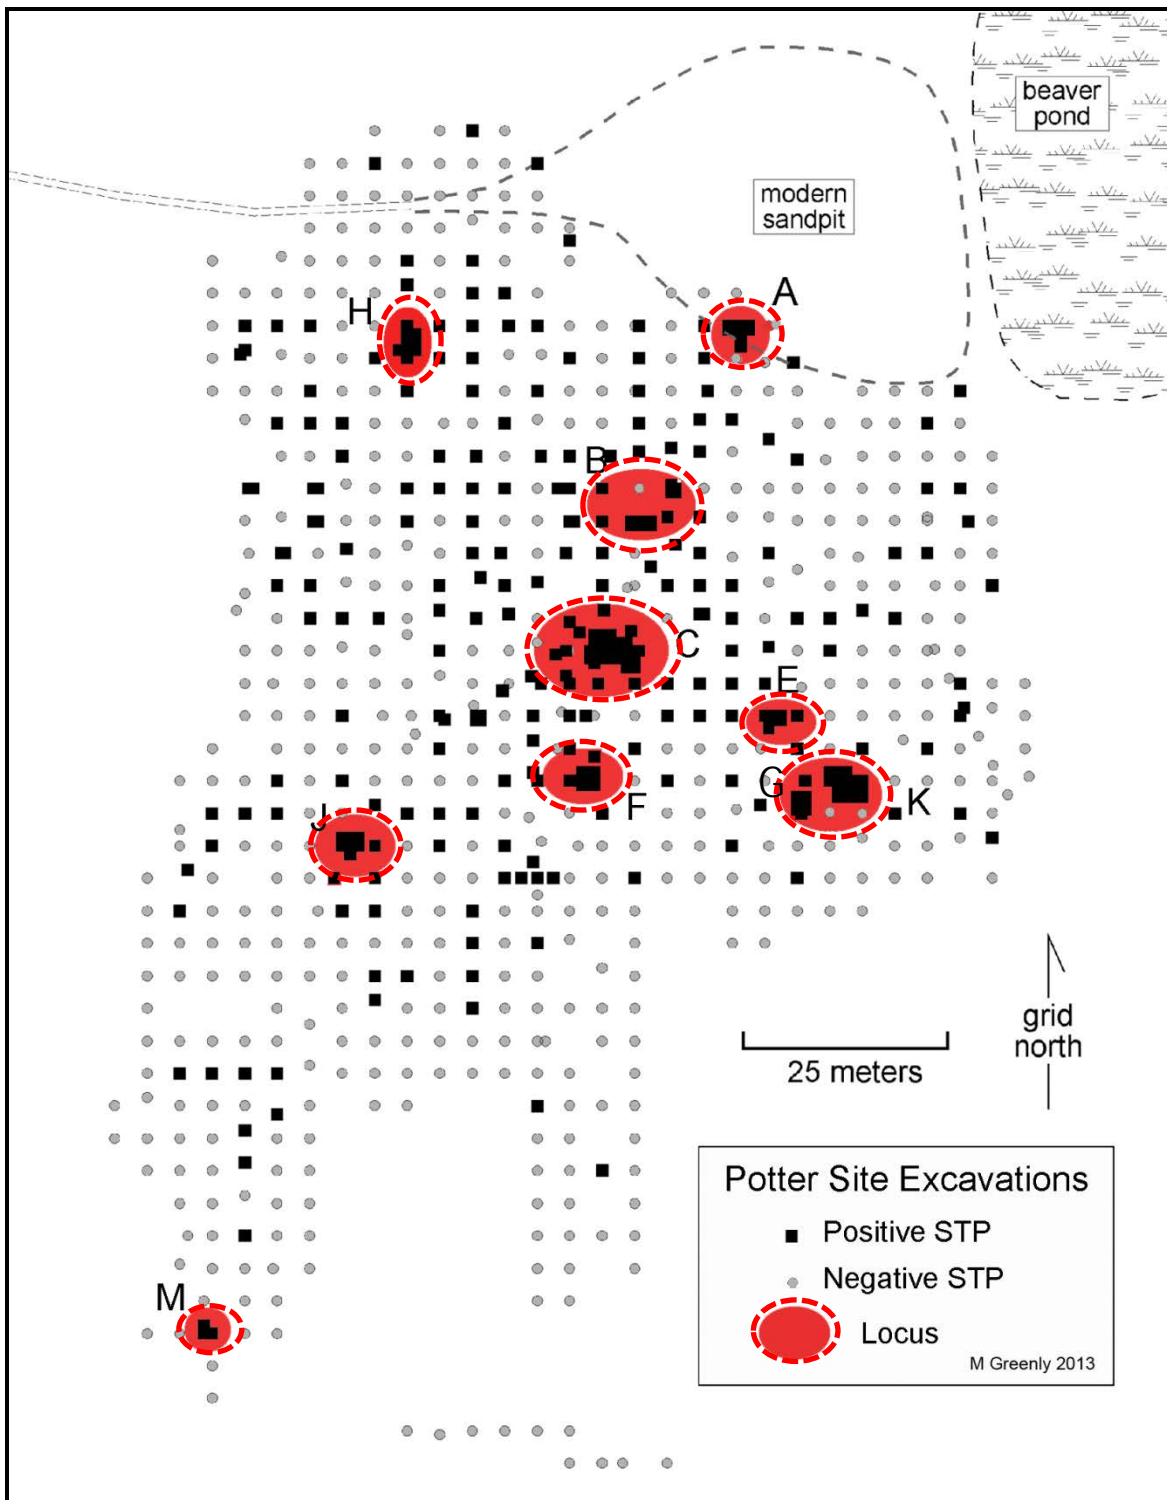 beaver
pond
modern
sandpit
A
H
B
C
E
G
K
F
J
grid
north
25 meters
Potter Site Excavations
Positive STP
Negative STP
Locus
M Greenly 2013
M